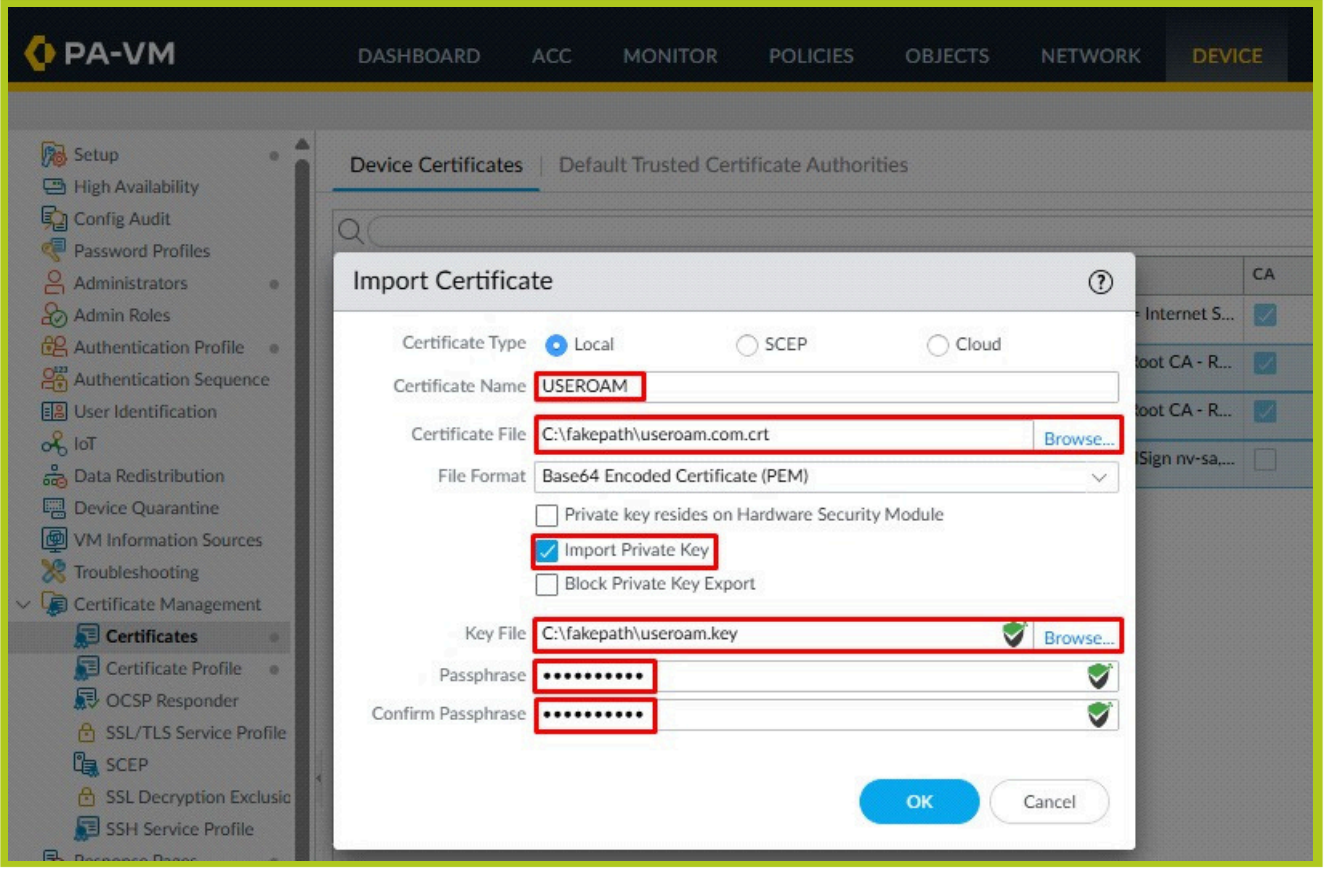 PA-VM
DASHBOARD ACC MONITOR POLICIES OBJECTS NETWORK DEVICE
Setup
High Availability
Config Audit
Password Profiles
Administrators
Admin Roles
Authentication Profile
Authentication Sequence
User Identification
IoT
Data Redistribution
Device Quarantine
VM Information Sources
Troubleshooting
Certificate Management
Certificates
Certificate Profile
OCSP Responder
SSL/TLS Service Profile
SCEP
SSL Decryption Exclusio
SSH Service Profile
Response Pages
Device Certificates | Default Trusted Certificate Authorities
CA
= Internet S...
Root CA - R...
Root CA - R...
lSign nv-sa,...
Import Certificate
Certificate Type Local SCEP Cloud
Certificate Name USEROAM
Certificate File C:\fakepath\useroam.com.crt Browse...
File Format Base64 Encoded Certificate (PEM)
Private key resides on Hardware Security Module
Import Private Key
Block Private Key Export
Key File C:\fakepath\useroam.key Browse...
Passphrase ••••••••••
Confirm Passphrase ••••••••••
OK Cancel